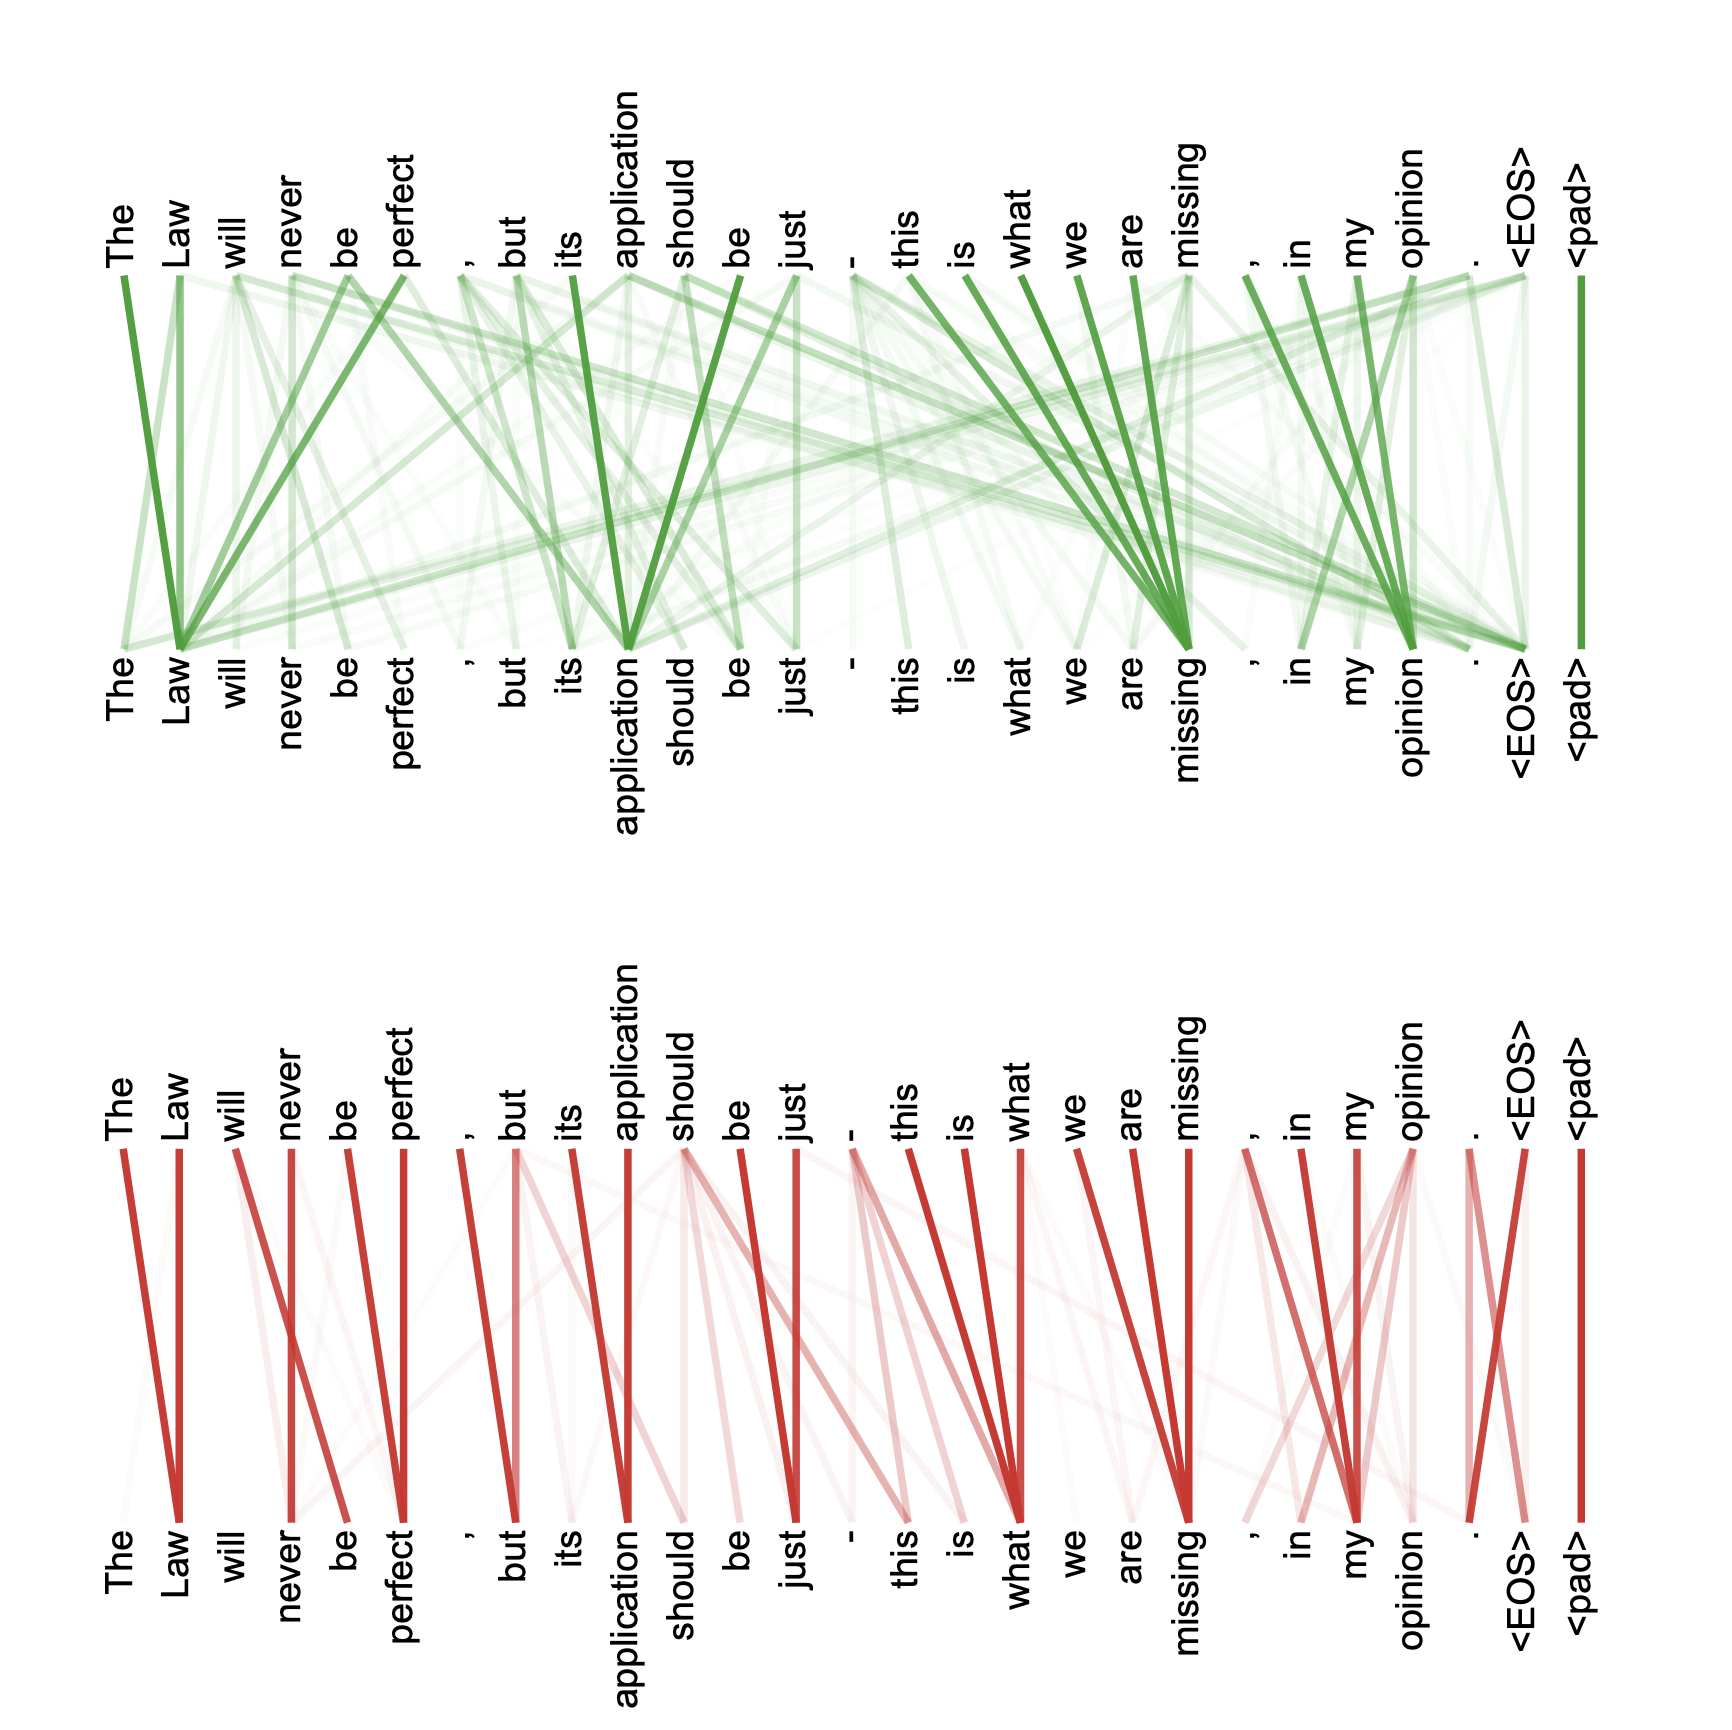 The Law will never be perfect , but its application should be just - this is what we are missing , in my opinion . <EOS> <pad>
The Law will never be perfect , but its application should be just - this is what we are missing , in my opinion . <EOS> <pad>
The Law will never be perfect , but its application should be just - this is what we are missing , in my opinion . <EOS> <pad>
The Law will never be perfect , but its application should be just - this is what we are missing , in my opinion . <EOS> <pad>